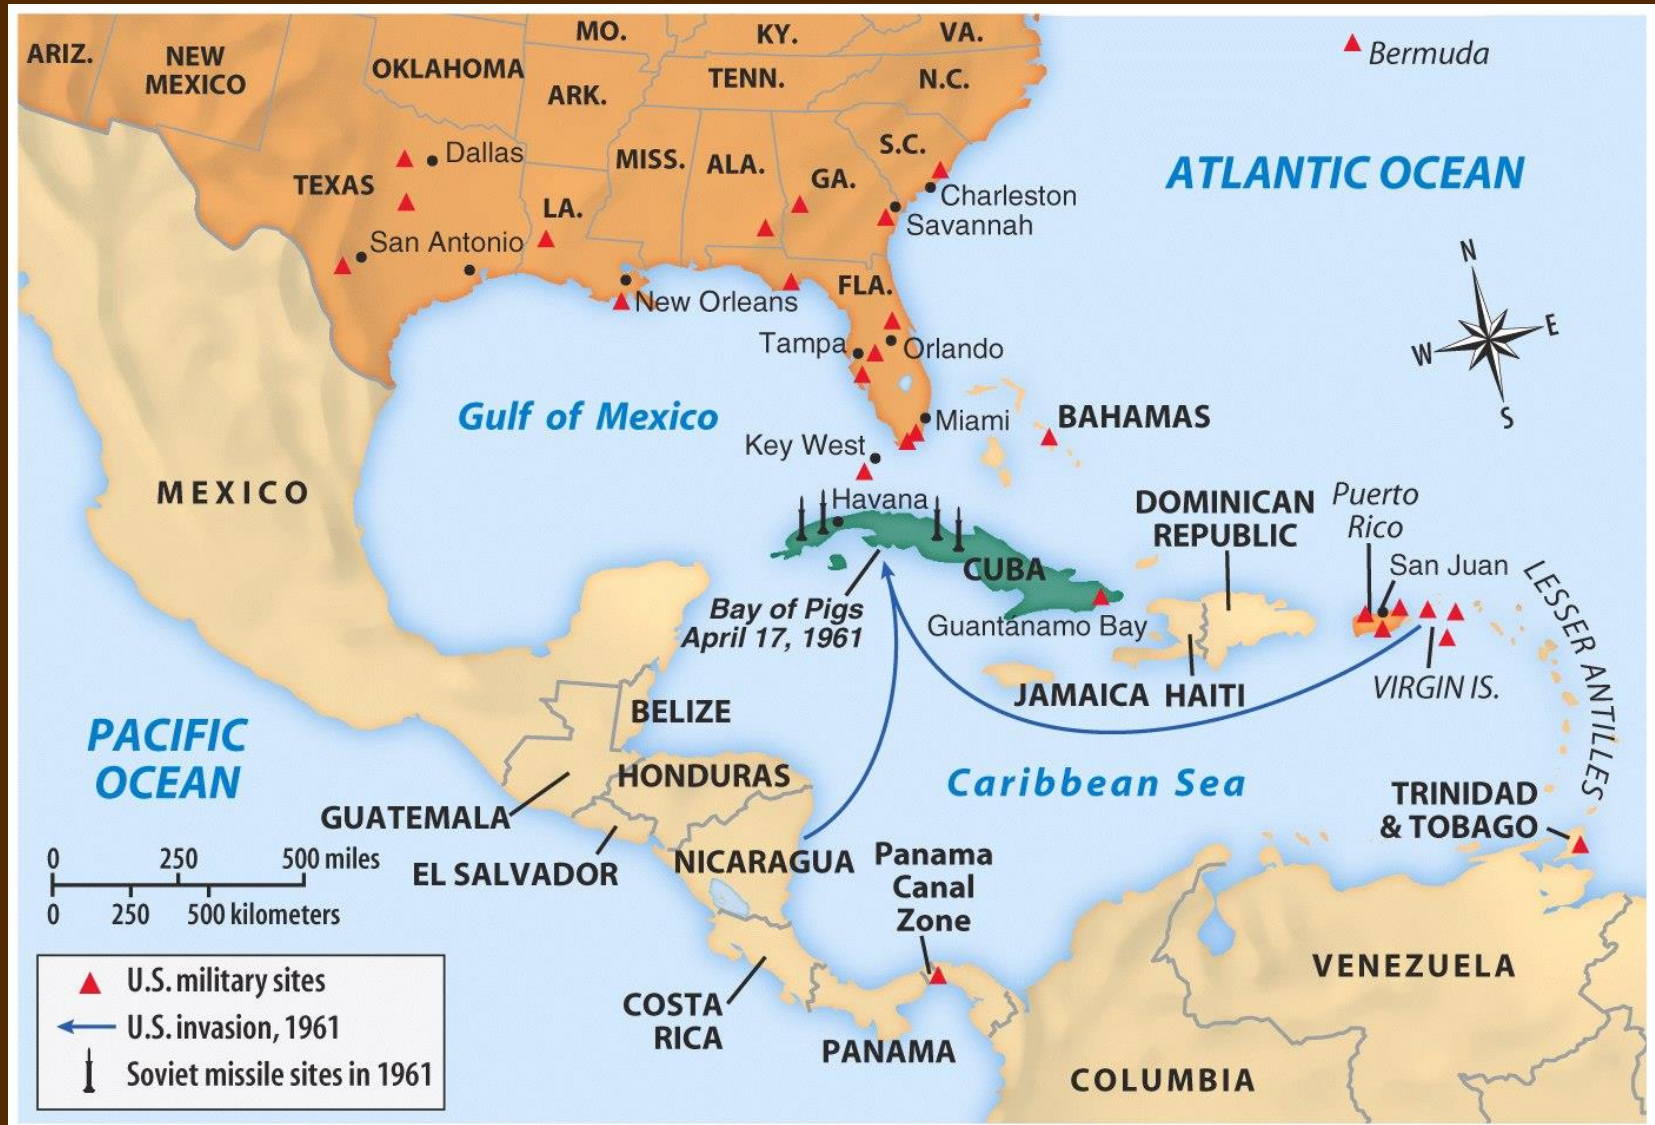 ARIZ.
NEW
MEXICO
OKLAHOMA
MO.
KY.
VA.
ARK.
TENN.
N.C.
Bermuda
Dallas
TEXAS
MISS.
ALA.
GA.
S.C.
ATLANTIC OCEAN
LA.
Charleston
Savannah
San Antonio
New Orleans
FLA.
N
E
W
S
Tampa
Orlando
Gulf of Mexico
Miami
BAHAMAS
Key West
MEXICO
Havana
DOMINICAN
REPUBLIC
Puerto
Rico
San Juan
CUBA
LESSER ANTILLES
Bay of Pigs
April 17, 1961
Guantanamo Bay
JAMAICA
HAITI
VIRGIN IS.
BELIZE
PACIFIC
OCEAN
HONDURAS
Caribbean Sea
GUATEMALA
TRINIDAD
& TOBAGO
EL SALVADOR
NICARAGUA
Panama
Canal
Zone
0 250 500 miles
0 250 500 kilometers
VENEZUELA
COSTA
RICA
PANAMA
COLUMBIA
U.S. military sites
U.S. invasion, 1961
Soviet missile sites in 1961